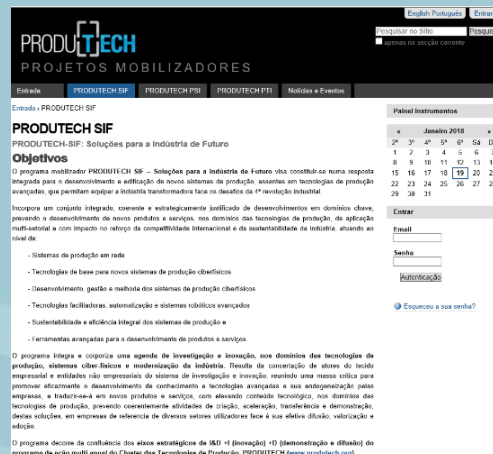 English Português Entrar
PRODUTECH
PROJETOS MOBILIZADORES
Pesquisar no Sítio
apenas na secção corrente
Entrada PRODUTECH SIF PRODUTECH PSI PRODUTECH PTI Notícias e Eventos
Entrada › PRODUTECH SIF
PRODUTECH SIF
PRODUTECH-SIF: Soluções para a Indústria de Futuro
Objetivos
O programa mobilizador PRODUTECH SIF – Soluções para a Indústria de Futuro visa constituir-se numa resposta
integrada para o desenvolvimento e edificação de novos sistemas de produção, assentes em tecnologias de produção
avançadas, que permitam equipar a indústria transformadora face os desafios da 4ª revolução industrial
Incorpora um conjunto integrado, coerente e estrategicamente justificado de desenvolvimentos em domínios chave,
prevendo o desenvolvimento de novos produtos e serviços, nos domínios das tecnologias de produção, de aplicação
multi-setorial e com impacto no reforço da competitividade internacional e da sustentabilidade da indústria, atuando ao
nível de:
- Sistemas de produção em rede
- Tecnologias de base para novos sistemas de produção ciberfísicos
- Desenvolvimento, gestão e melhoria dos sistemas de produção ciberfísicos
- Tecnologias facilitadoras, automatização e sistemas robóticos avançados
- Sustentabilidade e eficiência integral dos sistemas de produção e
- Ferramentas avançadas para o desenvolvimento de produtos e serviços
O programa integra e corporiza uma agenda de investigação e inovação, nos domínios das tecnologias de
produção, sistemas ciber-físicos e modernização da indústria. Resulta da concertação de atores do tecido
empresarial e entidades não empresariais do sistema de investigação e inovação, reunindo uma massa crítica para
promover eficazmente o desenvolvimento de conhecimento e tecnologias avançadas e sua endogeneização pelas
empresas, e traduzir-se-á em novos produtos e serviços, com elevado conteúdo tecnológico, nos domínios das
tecnologias de produção, prevendo coerentemente atividades de criação, aceleração, transferência e demonstração,
destas soluções, em empresas de referencia de diversos setores utilizadores face à sua efetiva difusão, valorização e
adoção.
O programa decorre da confluência dos eixos estratégicos de I&D +I (inovação) +D (demonstração e difusão) do
programa de ação multi anual do Cluster das Tecnologias de Produção, PRODUTECH (www.produtech.org)
Painel Instrumentos
« Janeiro 2018 »
2ª 3ª 4ª 5ª 6ª Sá
1 2 3 4 5 6
8 9 10 11 12 13
15 16 17 18 19 20
22 23 24 25 26 27
29 30 31
Entrar
Email
Senha
Autenticação
Esqueceu a sua senha?